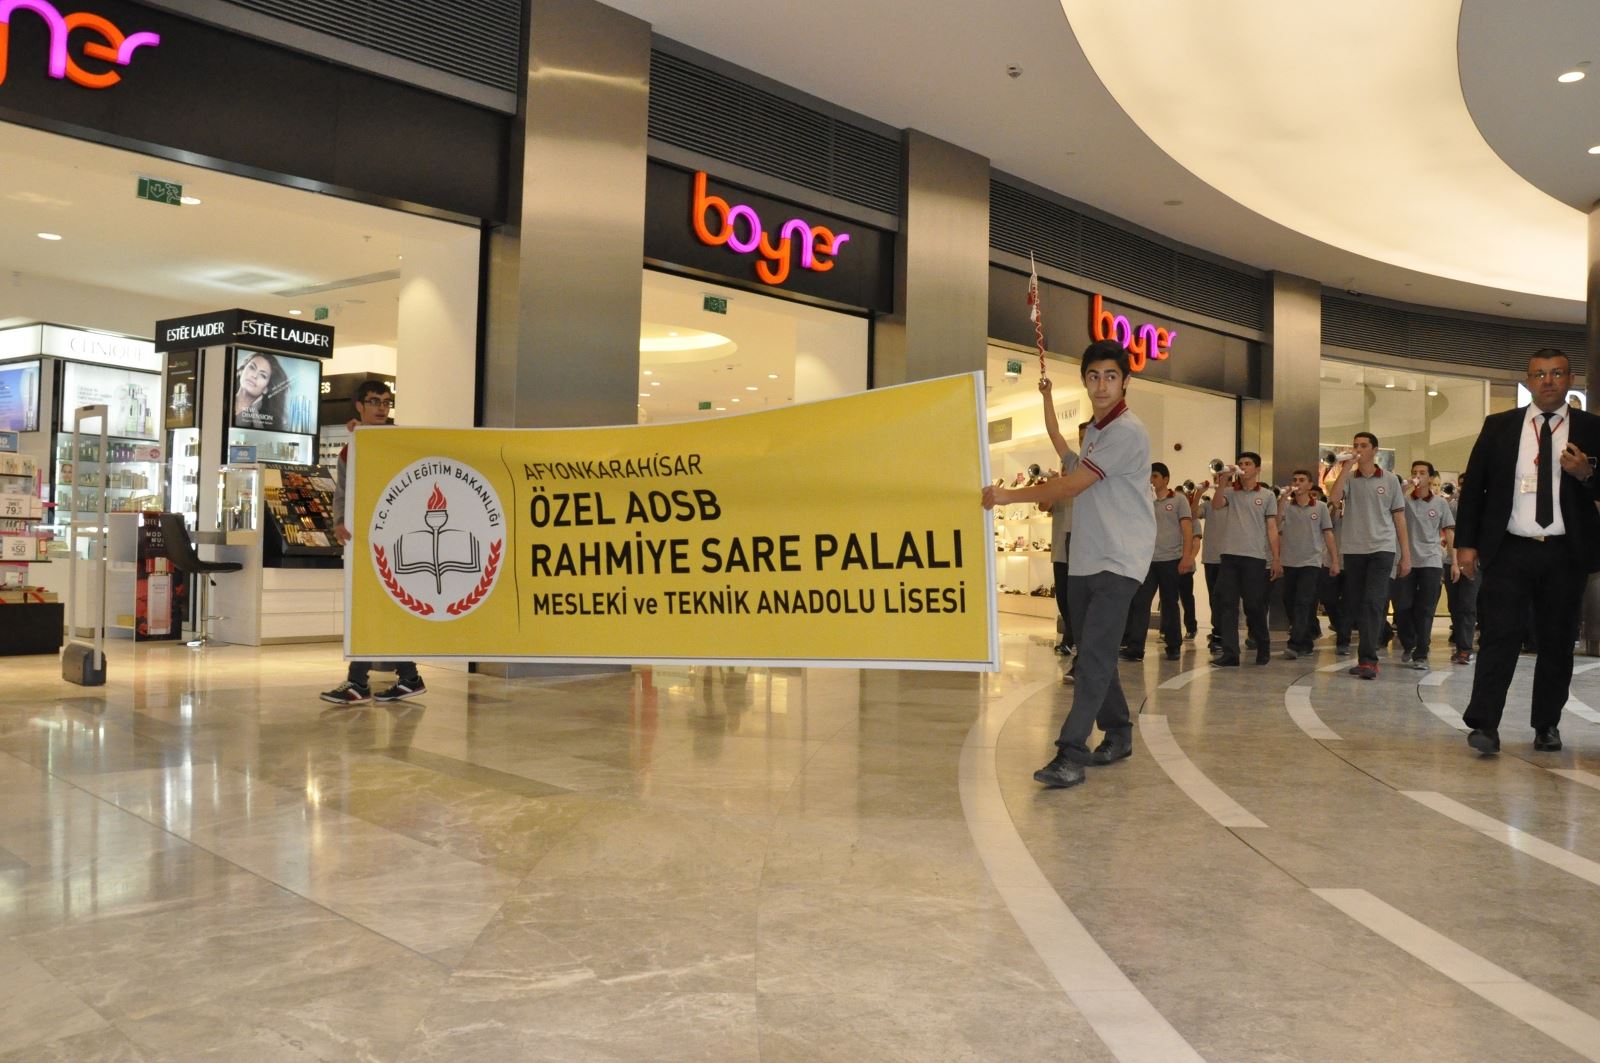 boyner
boyner
boyner
ESTĒE LAUDER
ESTĒE LAUDER
CLINIQUE
T.C. MİLLİ EĞİTİM BAKANLIĞI
AFYONKARAHİSAR
ÖZEL AOSB
RAHMİYE SARE PALALI
MESLEKİ ve TEKNİK ANADOLU LİSESİ